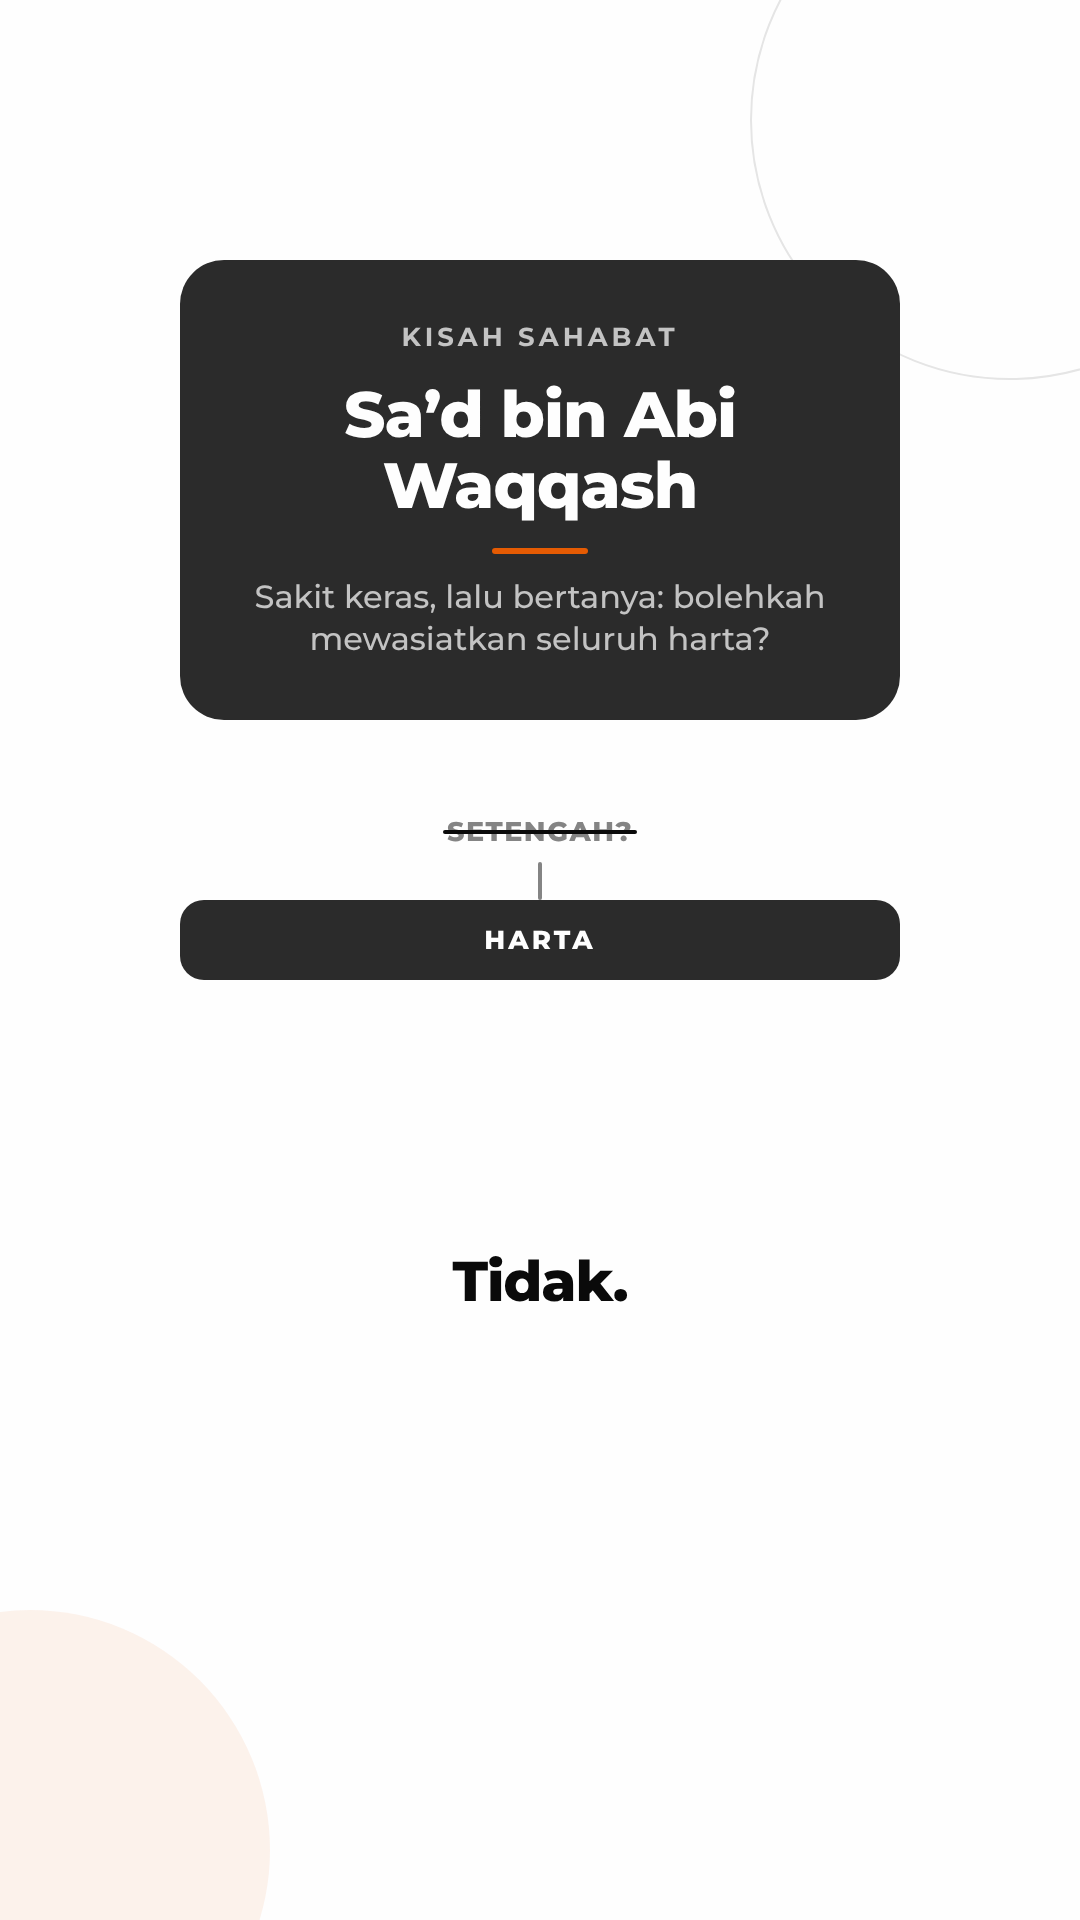 KISAH SAHABAT
Sa’d bin Abi
Waqqash
Sakit keras, lalu bertanya: bolehkah
mewasiatkan seluruh harta?
SETENGAH?
HARTA
Tidak.